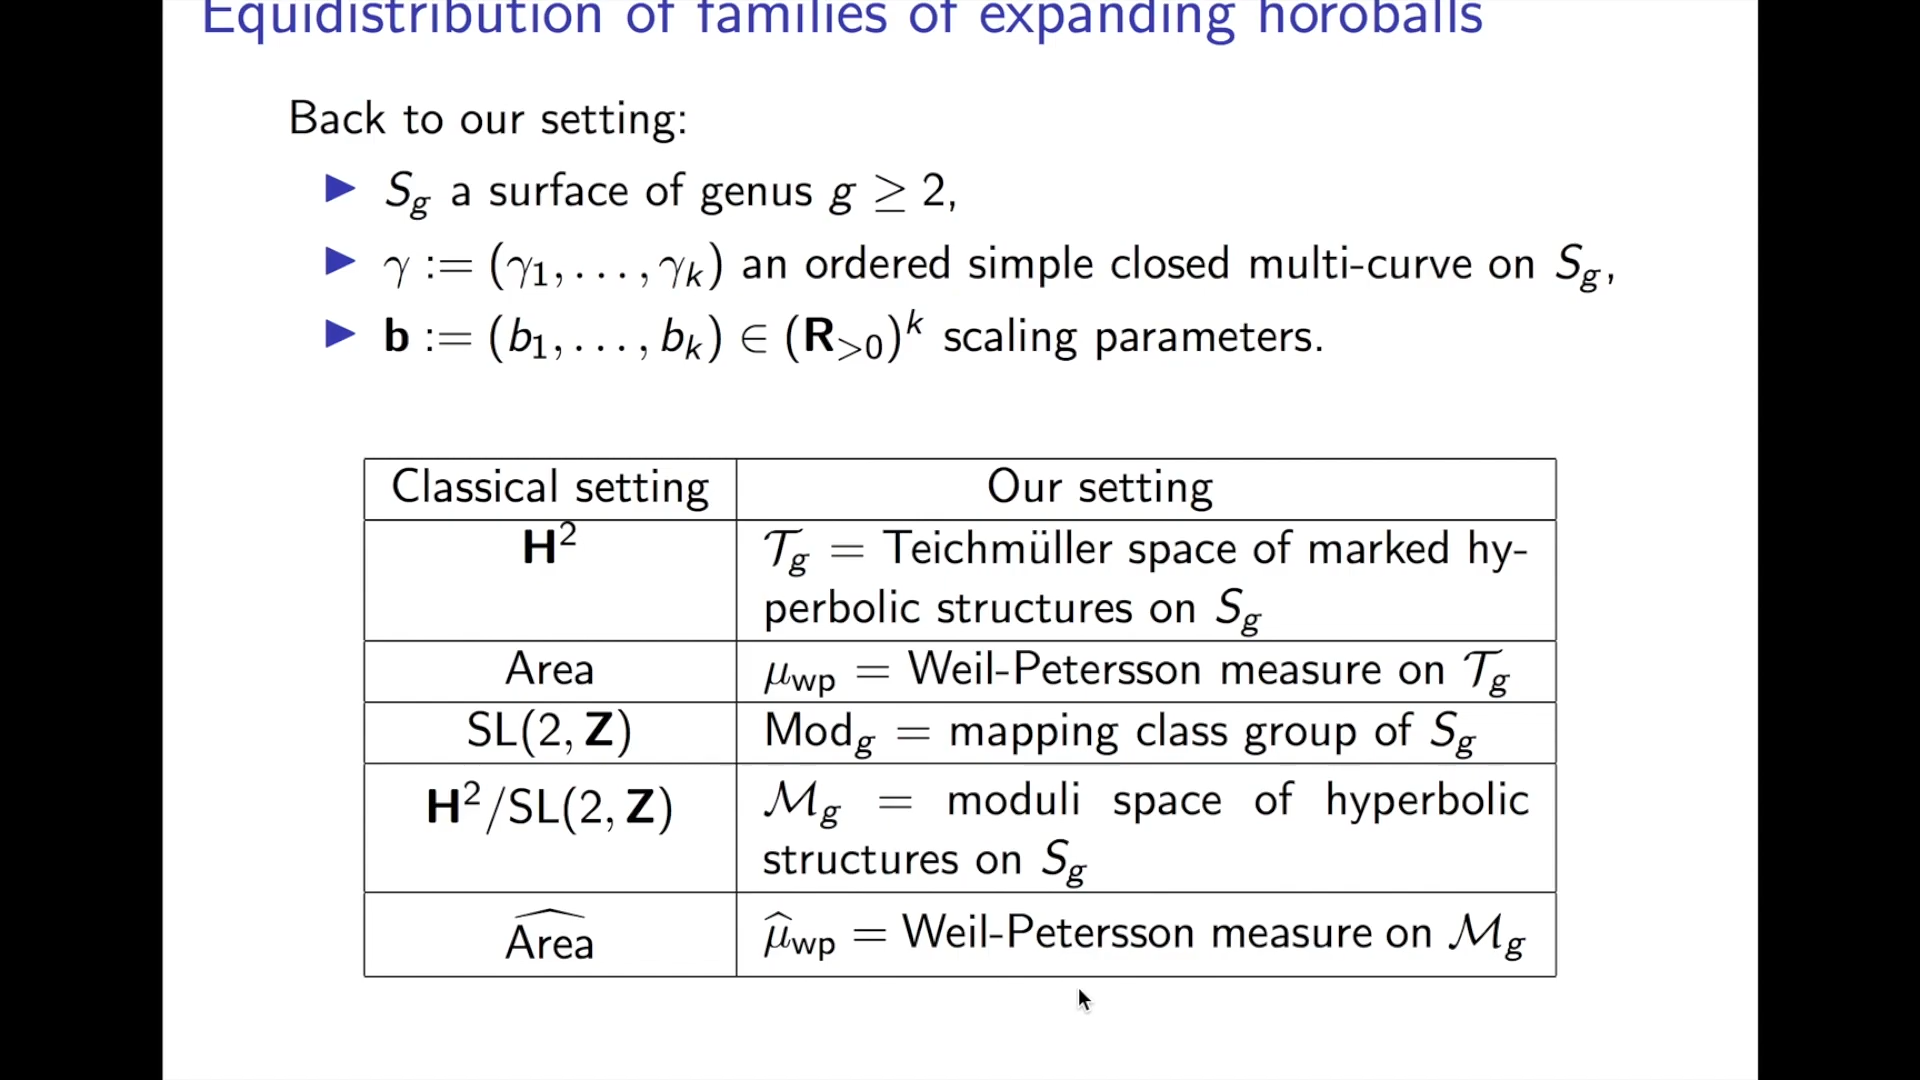 Equidistribution of families of expanding horoballs
Back to our setting:
▶ S_g a surface of genus g ≥ 2,
▶ γ := (γ_1, . . . , γ_k) an ordered simple closed multi-curve on S_g,
▶ b := (b_1, . . . , b_k) ∈ (R_{>0})^k scaling parameters.
Classical setting
Our setting
H^2
𝒯_g = Teichmüller space of marked hy-
perbolic structures on S_g
Area
μ_wp = Weil-Petersson measure on 𝒯_g
SL(2, Z)
Mod_g = mapping class group of S_g
H^2/SL(2, Z)
ℳ_g = moduli space of hyperbolic
structures on S_g
\widehat{Area}
\widehat{μ}_wp = Weil-Petersson measure on ℳ_g